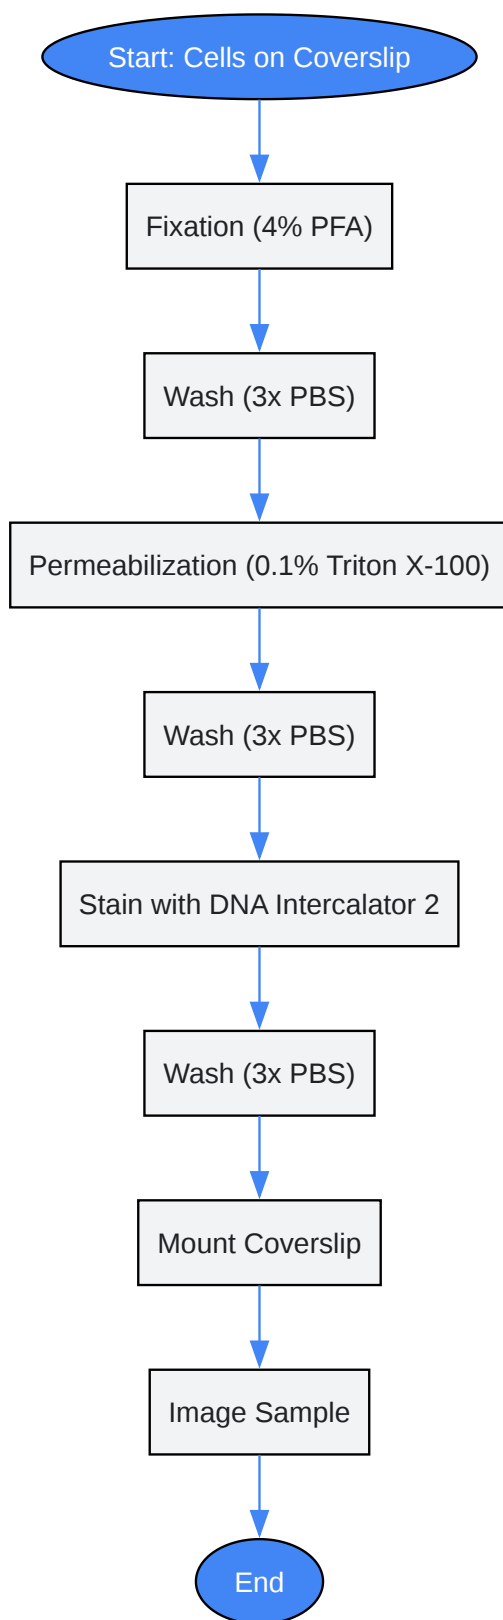 Start: Cells on Coverslip
Fixation (4% PFA)
Wash (3x PBS)
Permeabilization (0.1% Triton X-100)
Wash (3x PBS)
Stain with DNA Intercalator 2
Wash (3x PBS)
Mount Coverslip
Image Sample
End